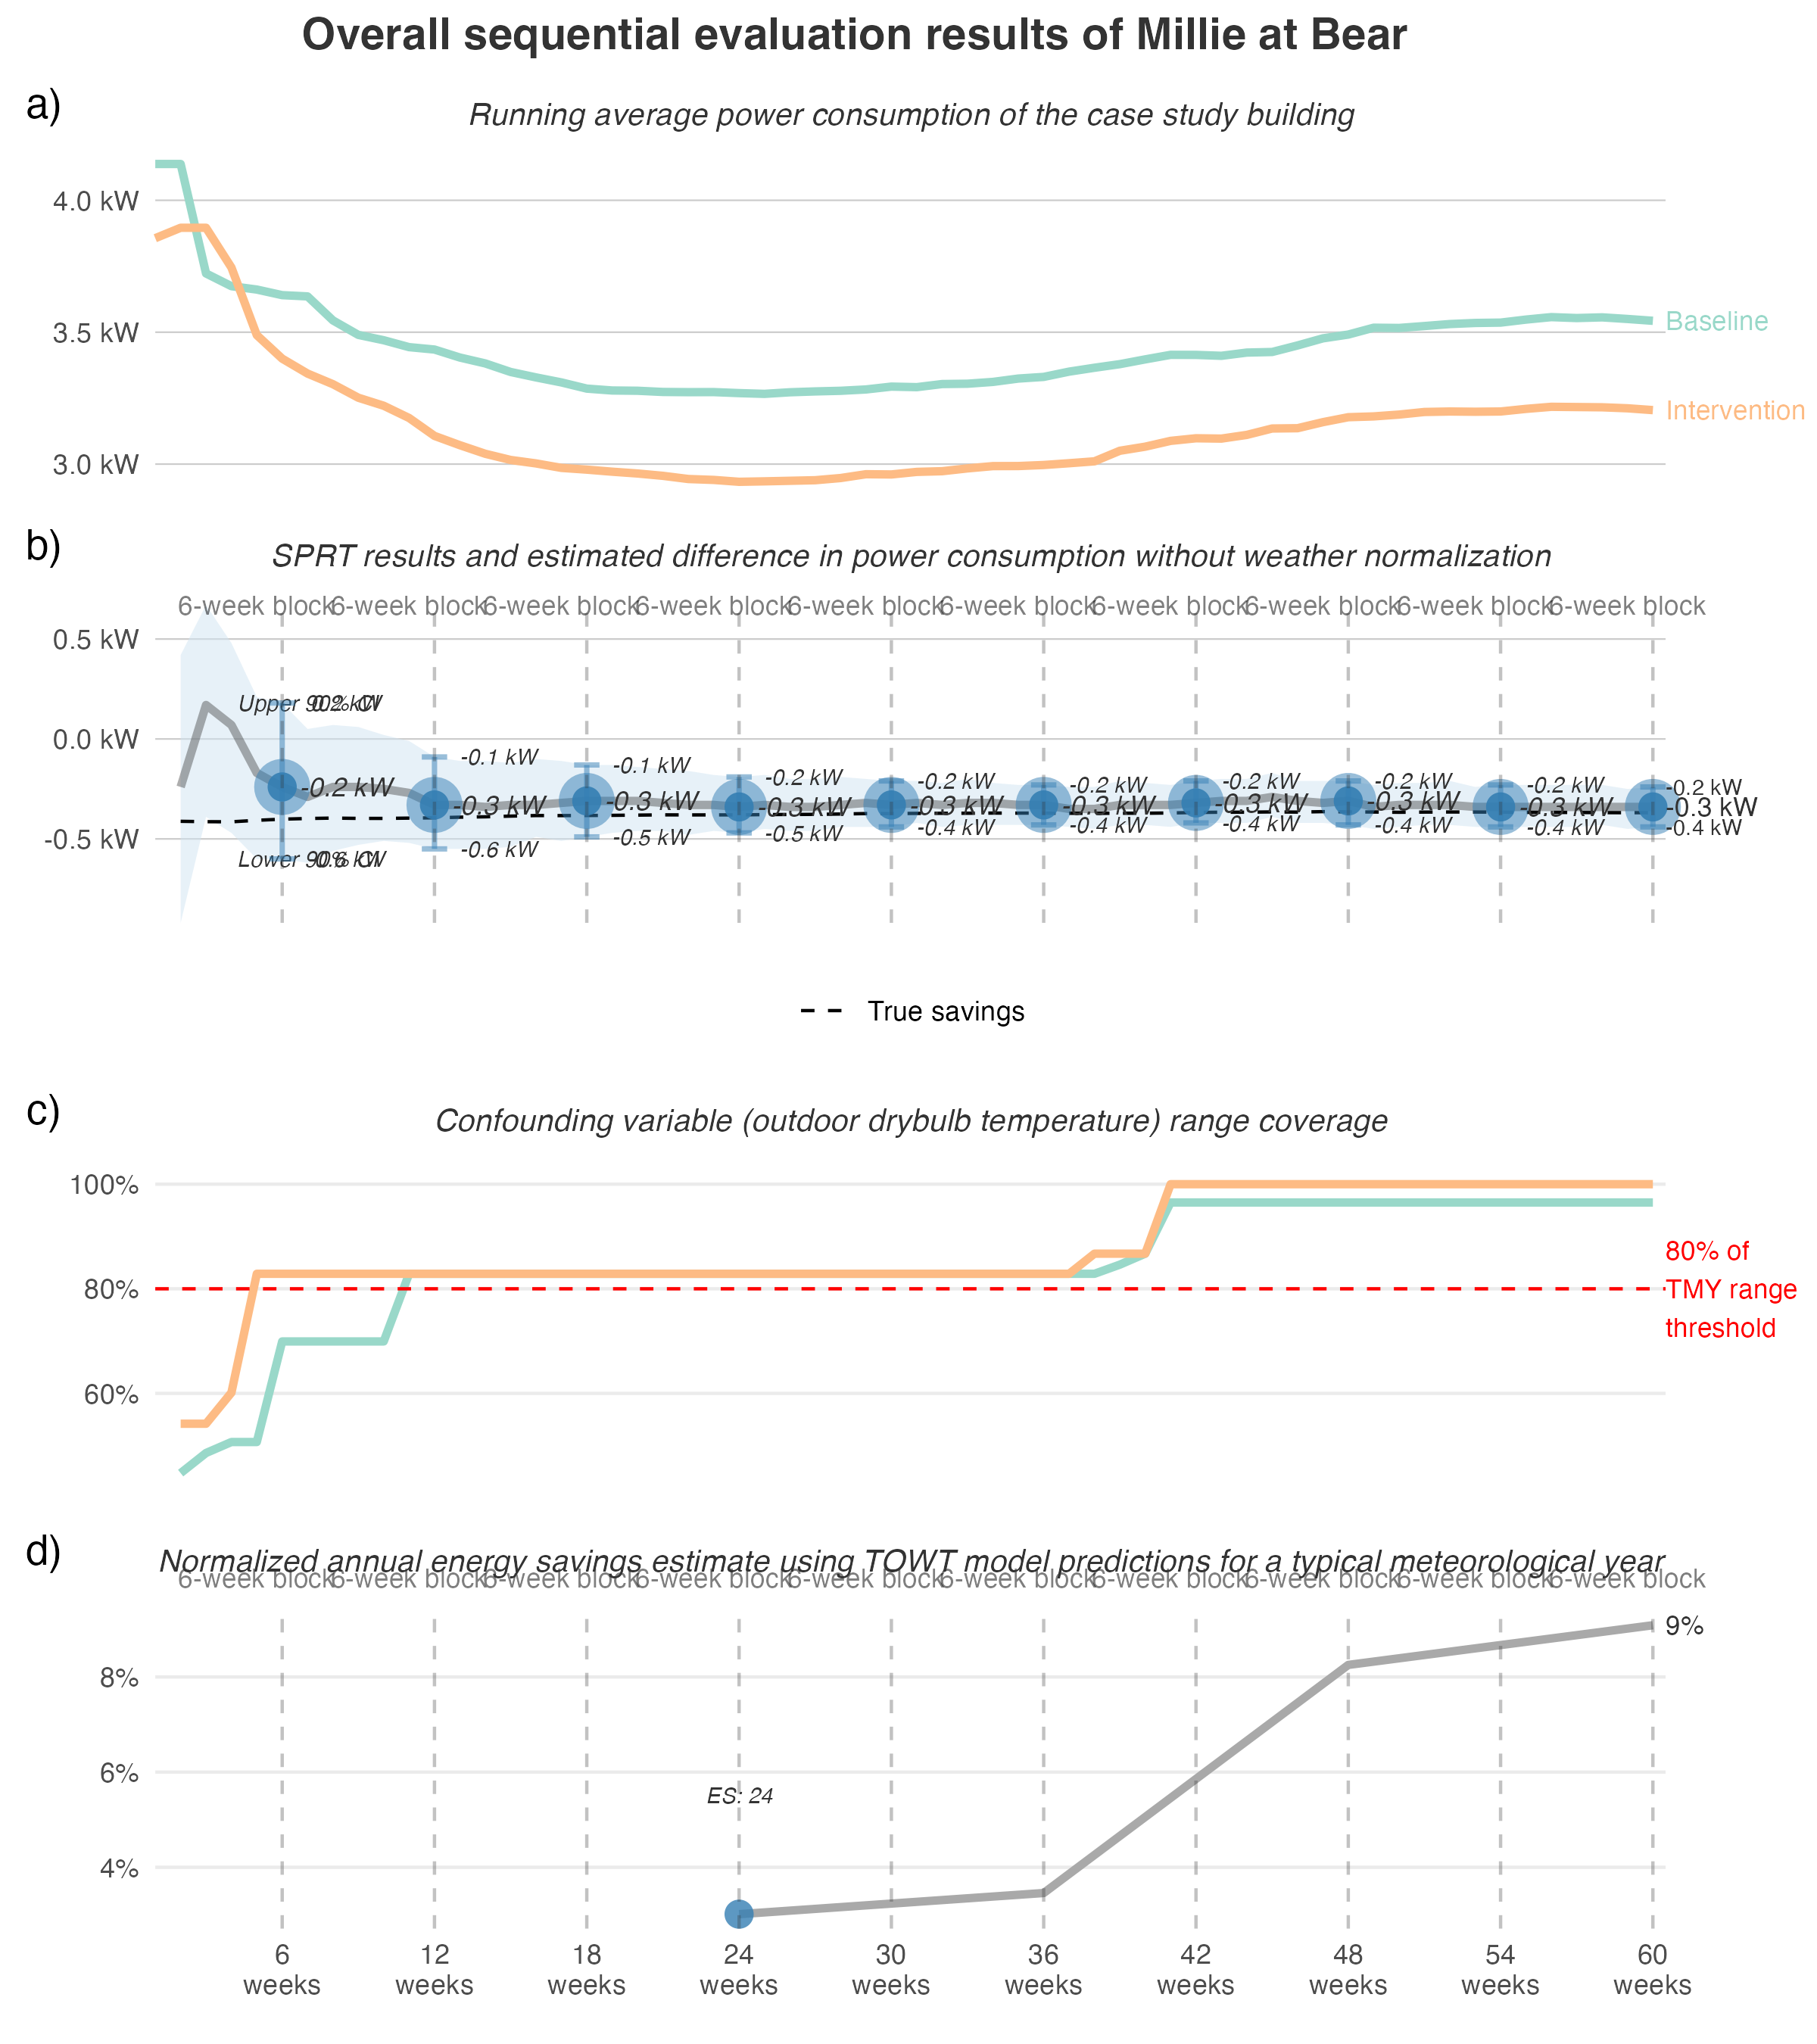 Overall sequential evaluation results of Millie at Bear
a)
Running average power consumption of the case study building
4.0 kW
3.5 kW
3.0 kW
Baseline
Intervention
b)
SPRT results and estimated difference in power consumption without weather normalization
6-week block 6-week block 6-week block 6-week block 6-week block 6-week block 6-week block 6-week block 6-week block 6-week block
0.5 kW
0.0 kW
-0.5 kW
Upper 90% CI 0.2 kW
-0.1 kW -0.1 kW -0.2 kW -0.2 kW -0.2 kW -0.2 kW -0.2 kW -0.2 kW -0.2 kW
-0.2 kW -0.3 kW -0.3 kW -0.3 kW -0.3 kW -0.3 kW -0.3 kW -0.3 kW -0.3 kW -0.3 kW
Lower 90% CI -0.6 kW
-0.6 kW -0.5 kW -0.5 kW -0.4 kW -0.4 kW -0.4 kW -0.4 kW -0.4 kW -0.4 kW
True savings
c)
Confounding variable (outdoor drybulb temperature) range coverage
100%
80%
60%
80% of
TMY range
threshold
d)
Normalized annual energy savings estimate using TOWT model predictions for a typical meteorological year
6-week block 6-week block 6-week block 6-week block 6-week block 6-week block 6-week block 6-week block 6-week block 6-week block
8%
6%
4%
9%
ES: 24
6 12 18 24 30 36 42 48 54 60
weeks weeks weeks weeks weeks weeks weeks weeks weeks weeks